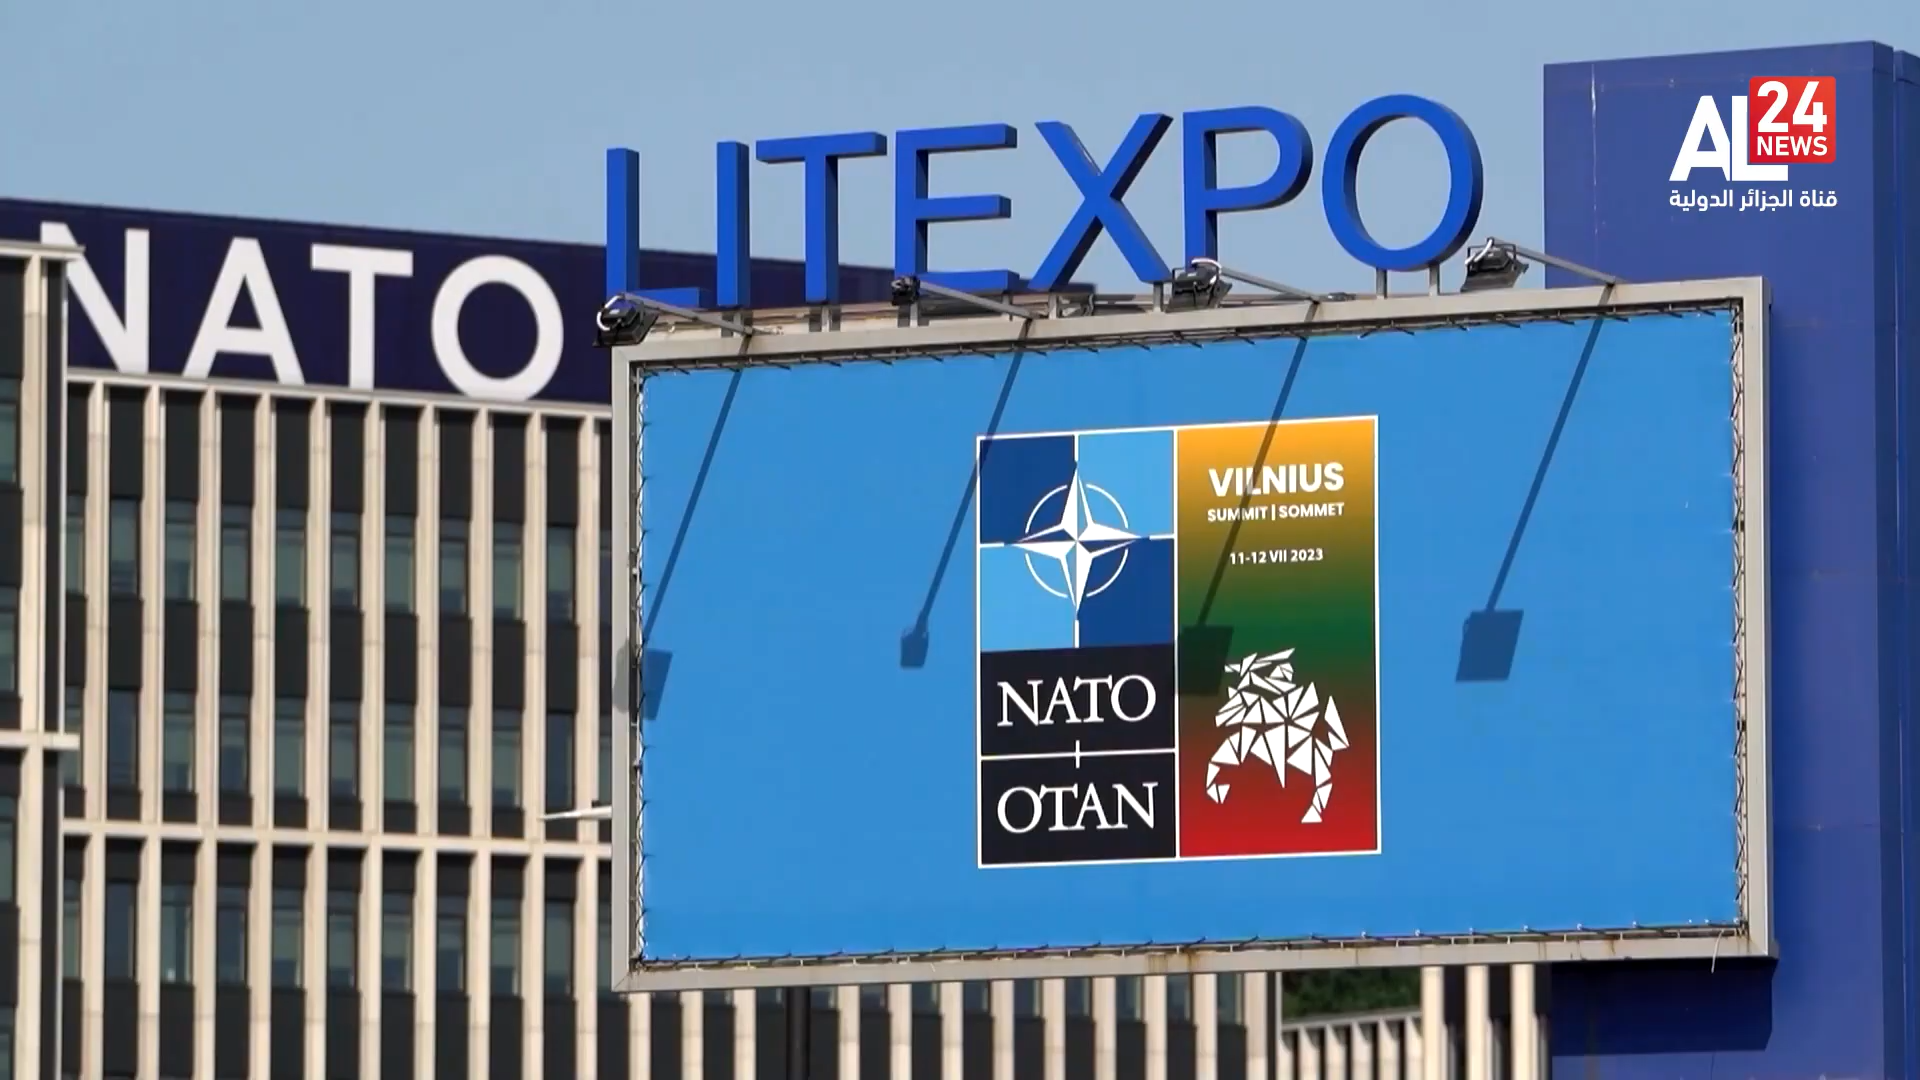 LITEXPO
AL
24
NEWS
قناة الجزائر الدولية
NATO
VILNIUS
SUMMIT | SOMMET
11-12 VII 2023
NATO
OTAN